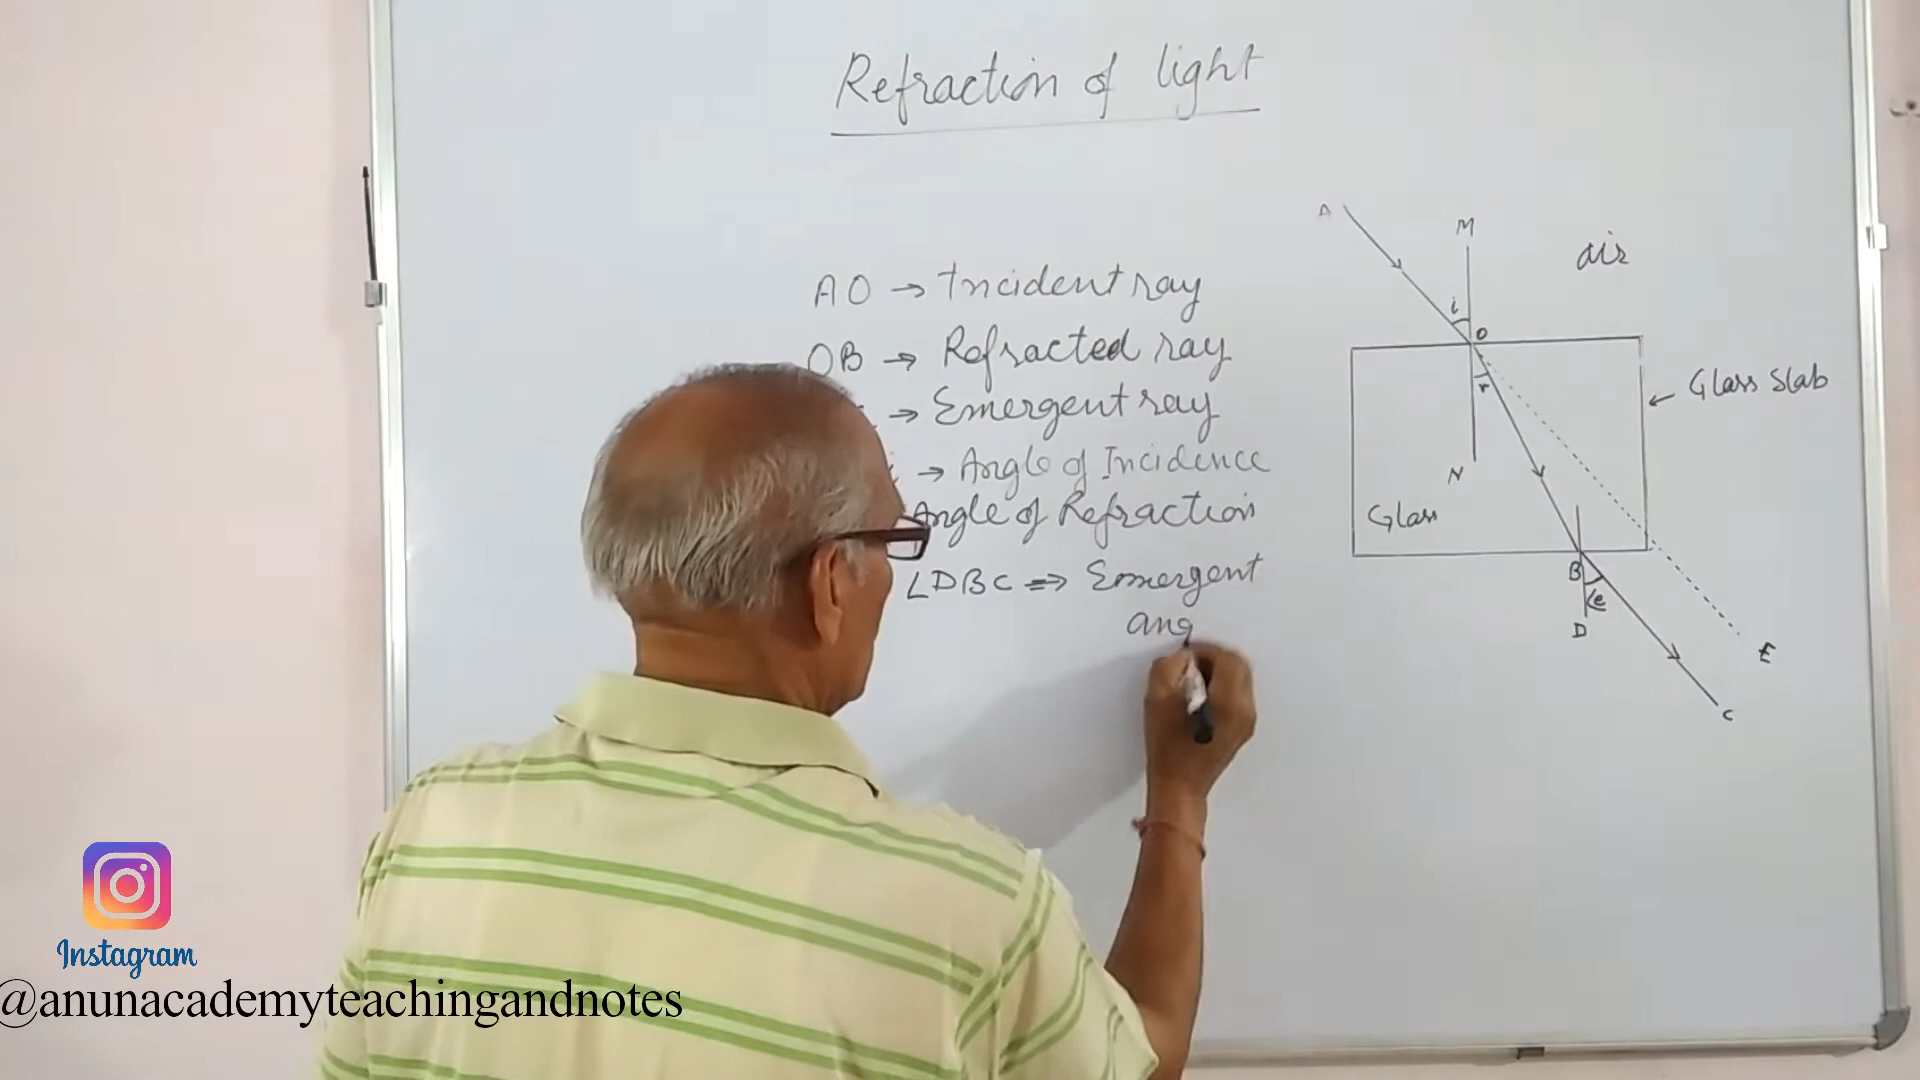 Refraction of light
AO → Incident ray
OB → Refracted ray
→ Emergent ray
→ Angle of Incidence
Angle of Refraction
∠DBC ⇒ Emergent
ang
A
M
air
i
O
r
Glass Slab
N
Glass
B
e
D
E
C
Instagram
@anunacademyteachingandnotes